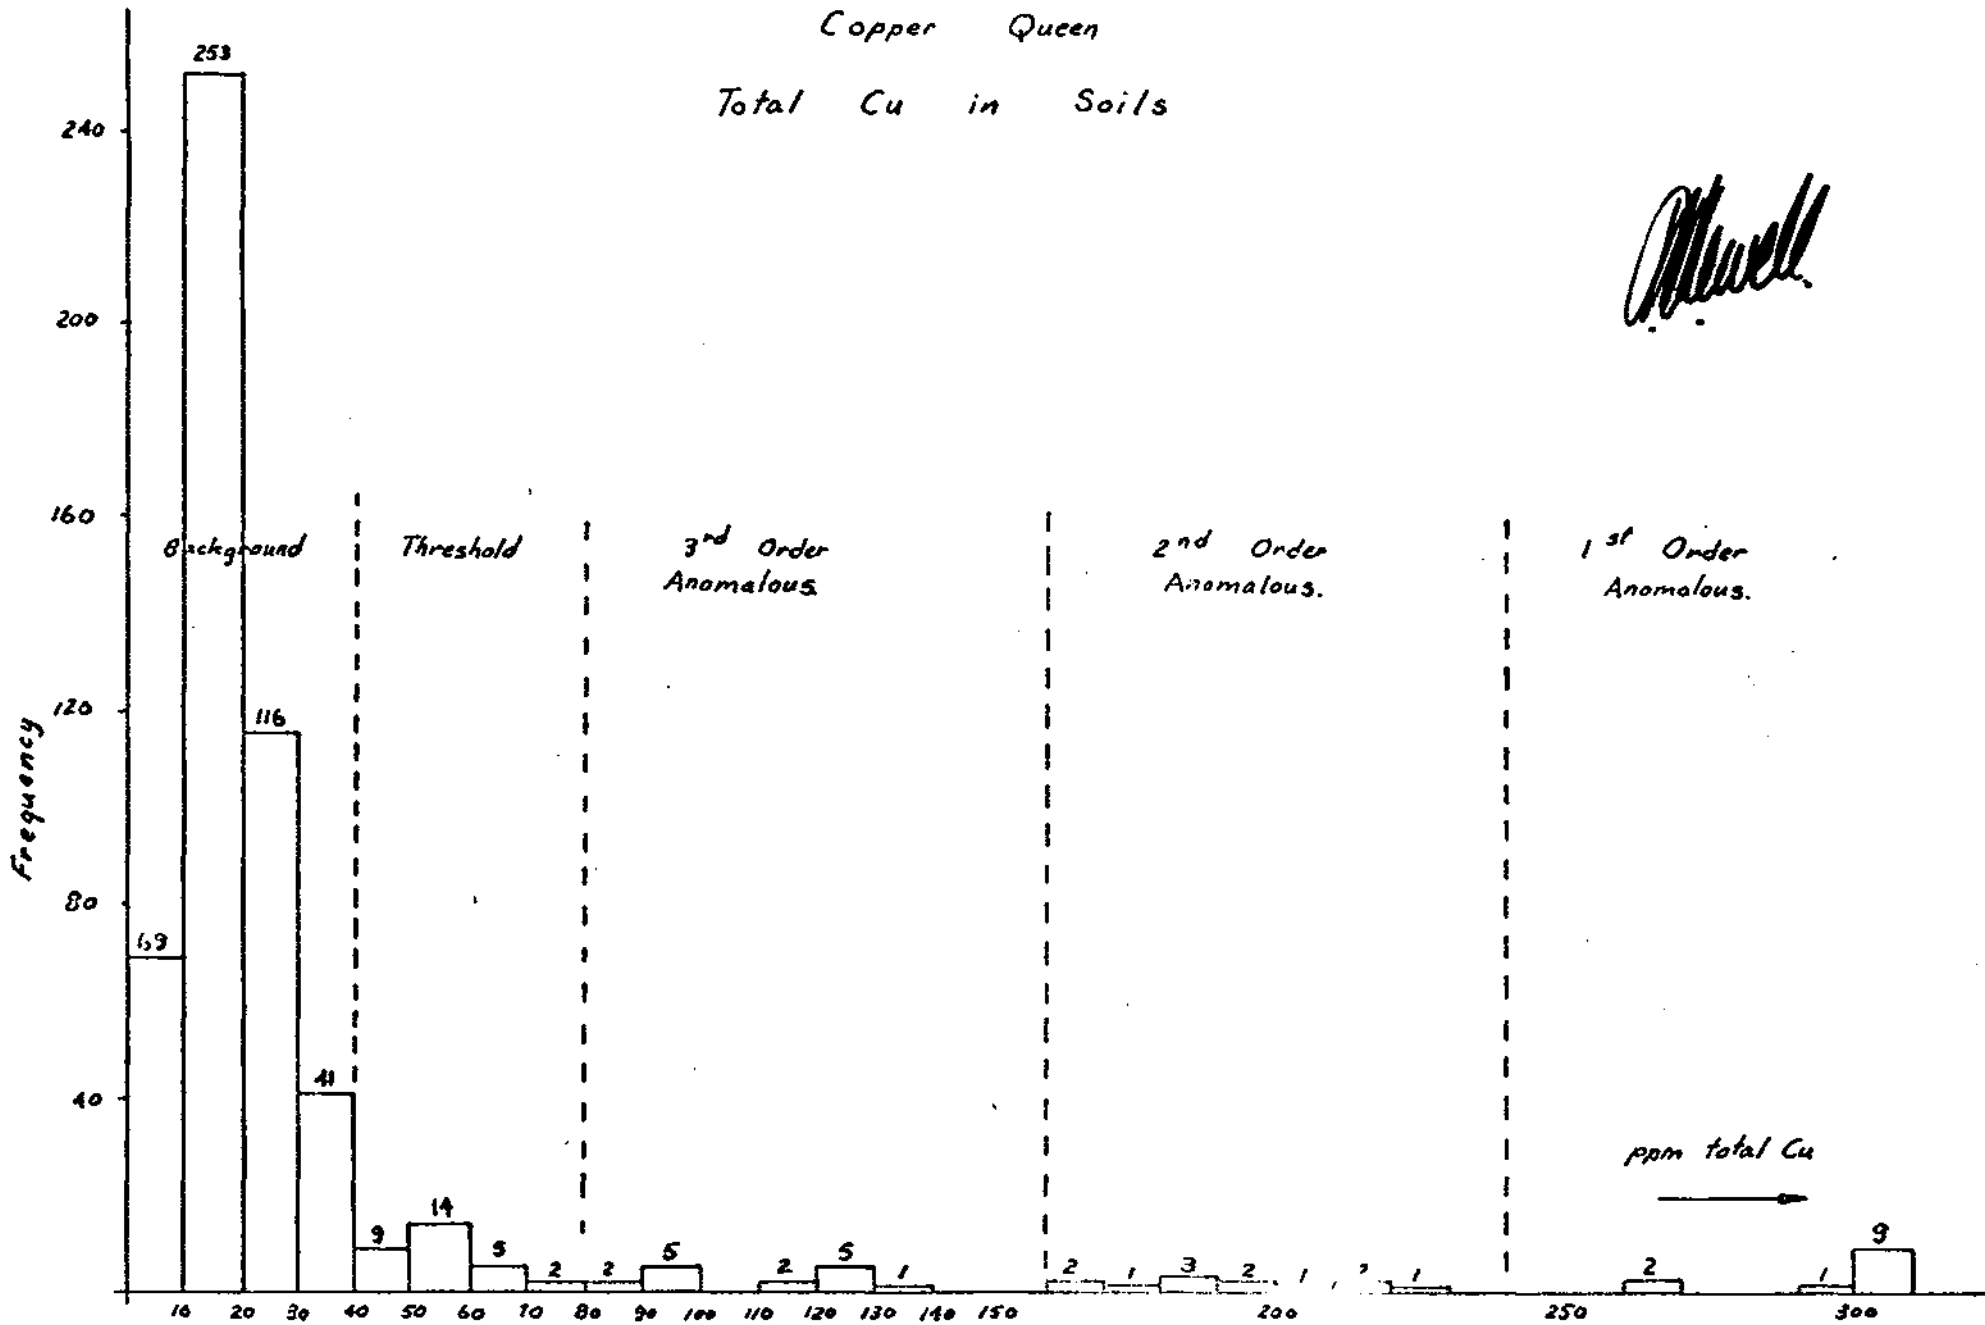 Copper Queen
Total Cu in Soils
253
240
200
160
Background Threshold 3rd Order 2nd Order 1st Order
Anomalous. Anomalous. Anomalous.
120
116
Frequency
80
69
41
40
ppm total Cu
14
9 5 2 2 5 2 5 1 2 1 3 2 1 1 2 1 9
10 20 30 40 50 60 70 80 90 100 110 120 130 140 150 200 250 300